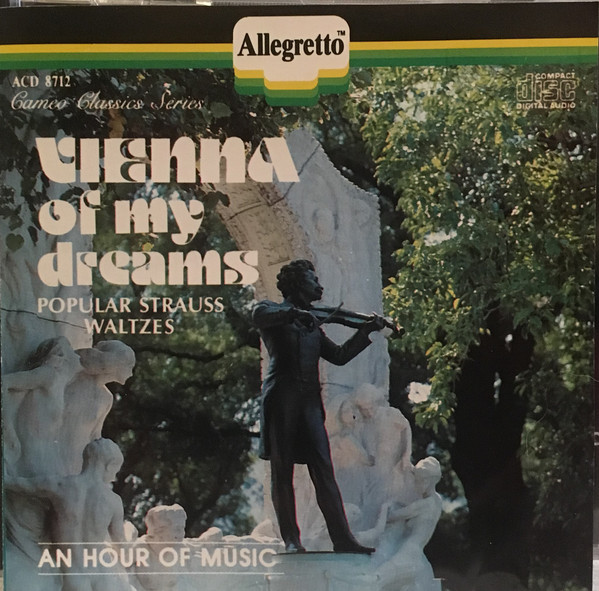 Allegretto™
ACD 8712
Cameo Classics Series
COMPACT
disc
DIGITAL AUDIO
VIENNA
of my
dreams
POPULAR STRAUSS
WALTZES
AN HOUR OF MUSIC